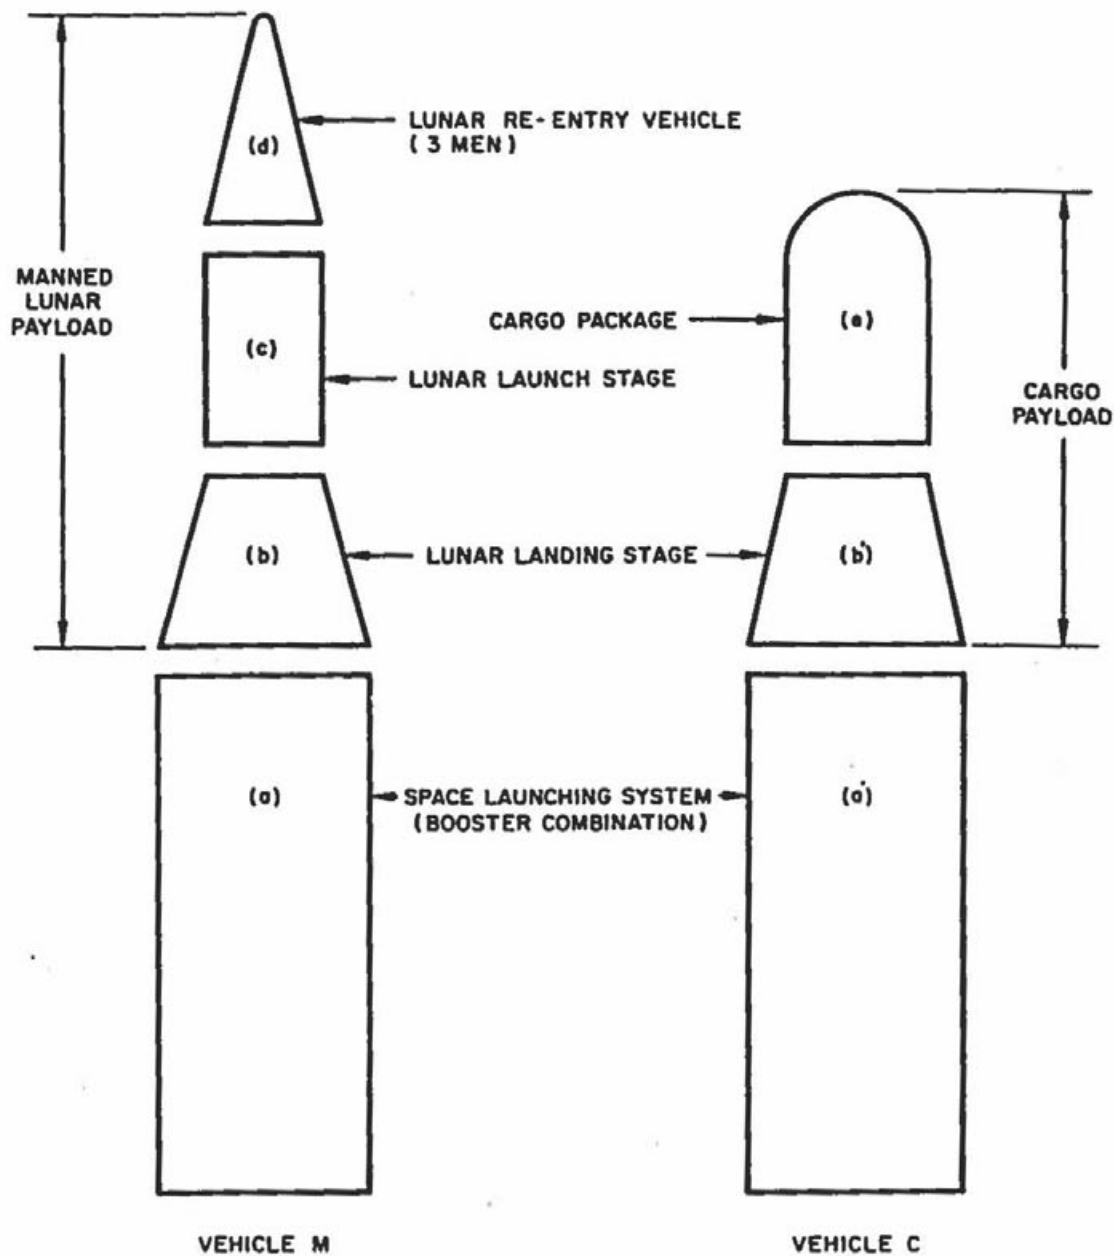 LUNAR RE-ENTRY VEHICLE
(3 MEN)
(d)
MANNED
LUNAR
PAYLOAD
CARGO PACKAGE
(e)
(c)
LUNAR LAUNCH STAGE
CARGO
PAYLOAD
(b)
LUNAR LANDING STAGE
(b')
(a)
SPACE LAUNCHING SYSTEM
(BOOSTER COMBINATION)
(a')
VEHICLE M
VEHICLE C